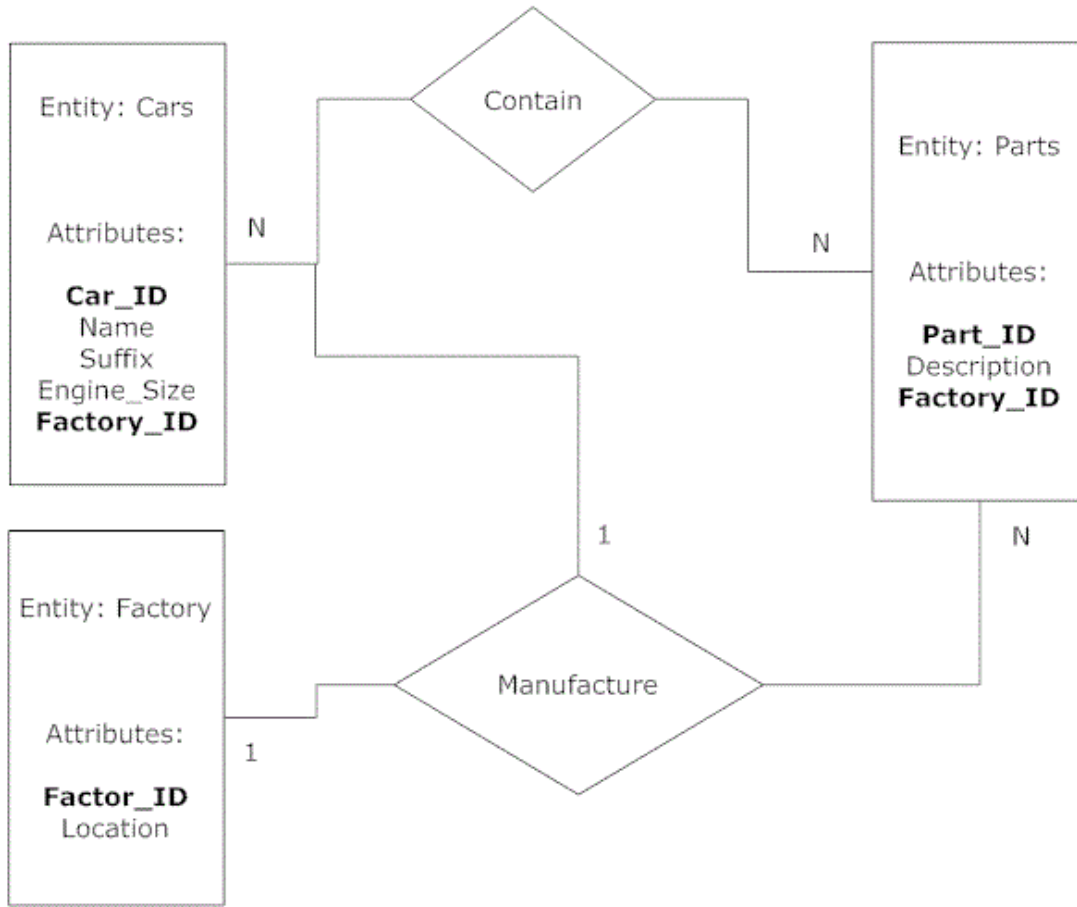 Entity: Cars
Attributes:
Car_ID
Name
Suffix
Engine_Size
Factory_ID
N
Contain
N
Entity: Parts
Attributes:
Part_ID
Description
Factory_ID
N
1
Manufacture
Entity: Factory
Attributes:
Factor_ID
Location
1